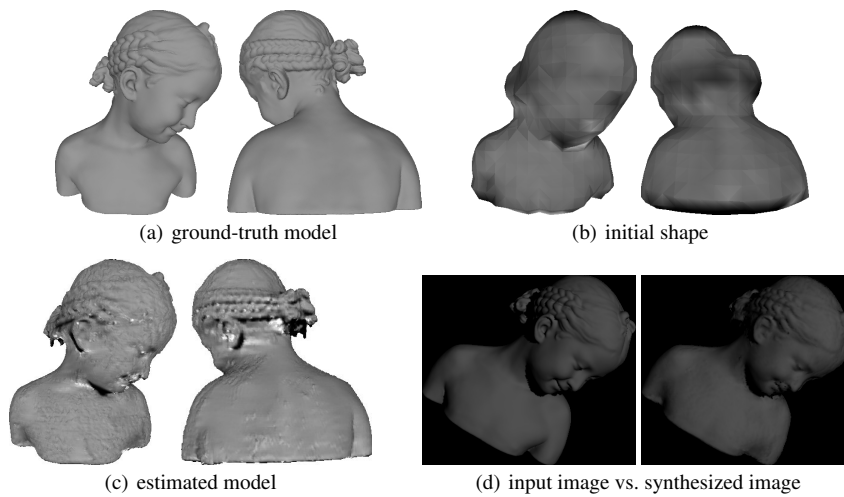 (a) ground-truth model
(b) initial shape
(c) estimated model
(d) input image vs. synthesized image